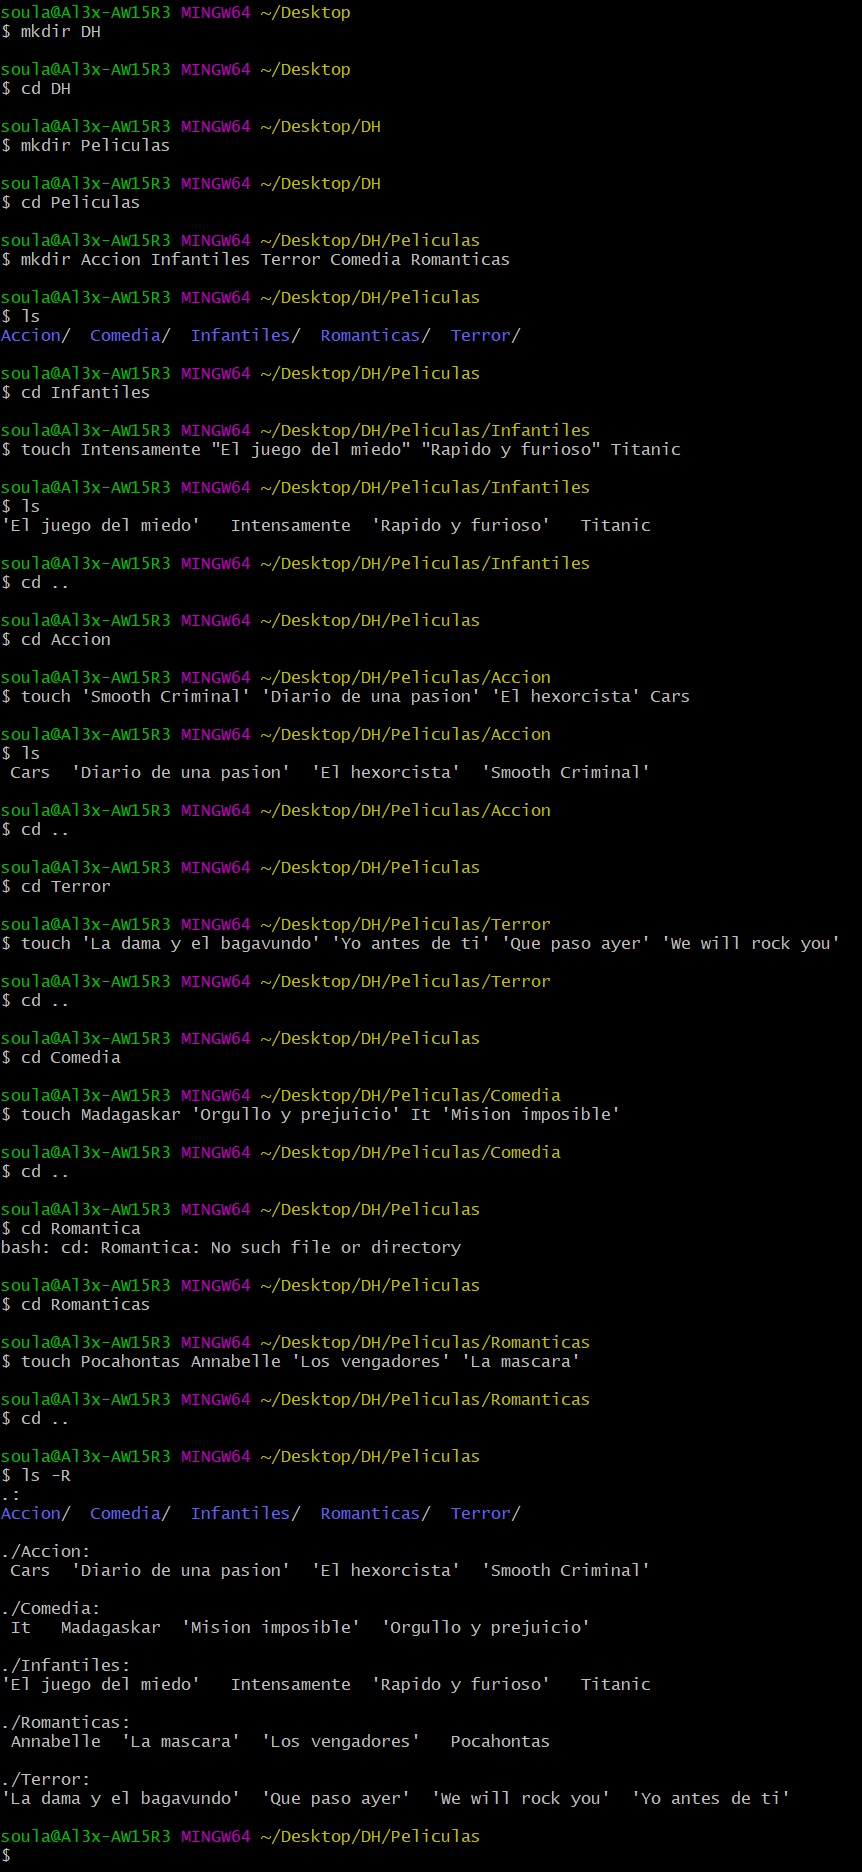 soula@Al3x-AW15R3 MINGW64 ~/Desktop
$ mkdir DH
soula@Al3x-AW15R3 MINGW64 ~/Desktop
$ cd DH
soula@Al3x-AW15R3 MINGW64 ~/Desktop/DH
$ mkdir Peliculas
soula@Al3x-AW15R3 MINGW64 ~/Desktop/DH
$ cd Peliculas
soula@Al3x-AW15R3 MINGW64 ~/Desktop/DH/Peliculas
$ mkdir Accion Infantiles Terror Comedia Romanticas
soula@Al3x-AW15R3 MINGW64 ~/Desktop/DH/Peliculas
$ ls
Accion/  Comedia/  Infantiles/  Romanticas/  Terror/
soula@Al3x-AW15R3 MINGW64 ~/Desktop/DH/Peliculas
$ cd Infantiles
soula@Al3x-AW15R3 MINGW64 ~/Desktop/DH/Peliculas/Infantiles
$ touch Intensamente "El juego del miedo" "Rapido y furioso" Titanic
soula@Al3x-AW15R3 MINGW64 ~/Desktop/DH/Peliculas/Infantiles
$ ls
'El juego del miedo'   Intensamente  'Rapido y furioso'   Titanic
soula@Al3x-AW15R3 MINGW64 ~/Desktop/DH/Peliculas/Infantiles
$ cd ..
soula@Al3x-AW15R3 MINGW64 ~/Desktop/DH/Peliculas
$ cd Accion
soula@Al3x-AW15R3 MINGW64 ~/Desktop/DH/Peliculas/Accion
$ touch 'Smooth Criminal' 'Diario de una pasion' 'El hexorcista' Cars
soula@Al3x-AW15R3 MINGW64 ~/Desktop/DH/Peliculas/Accion
$ ls
 Cars  'Diario de una pasion'  'El hexorcista'  'Smooth Criminal'
soula@Al3x-AW15R3 MINGW64 ~/Desktop/DH/Peliculas/Accion
$ cd ..
soula@Al3x-AW15R3 MINGW64 ~/Desktop/DH/Peliculas
$ cd Terror
soula@Al3x-AW15R3 MINGW64 ~/Desktop/DH/Peliculas/Terror
$ touch 'La dama y el bagavundo' 'Yo antes de ti' 'Que paso ayer' 'We will rock you'
soula@Al3x-AW15R3 MINGW64 ~/Desktop/DH/Peliculas/Terror
$ cd ..
soula@Al3x-AW15R3 MINGW64 ~/Desktop/DH/Peliculas
$ cd Comedia
soula@Al3x-AW15R3 MINGW64 ~/Desktop/DH/Peliculas/Comedia
$ touch Madagaskar 'Orgullo y prejuicio' It 'Mision imposible'
soula@Al3x-AW15R3 MINGW64 ~/Desktop/DH/Peliculas/Comedia
$ cd ..
soula@Al3x-AW15R3 MINGW64 ~/Desktop/DH/Peliculas
$ cd Romantica
bash: cd: Romantica: No such file or directory
soula@Al3x-AW15R3 MINGW64 ~/Desktop/DH/Peliculas
$ cd Romanticas
soula@Al3x-AW15R3 MINGW64 ~/Desktop/DH/Peliculas/Romanticas
$ touch Pocahontas Annabelle 'Los vengadores' 'La mascara'
soula@Al3x-AW15R3 MINGW64 ~/Desktop/DH/Peliculas/Romanticas
$ cd ..
soula@Al3x-AW15R3 MINGW64 ~/Desktop/DH/Peliculas
$ ls -R
.:
Accion/  Comedia/  Infantiles/  Romanticas/  Terror/
./Accion:
 Cars  'Diario de una pasion'  'El hexorcista'  'Smooth Criminal'
./Comedia:
 It   Madagaskar  'Mision imposible'  'Orgullo y prejuicio'
./Infantiles:
'El juego del miedo'   Intensamente  'Rapido y furioso'   Titanic
./Romanticas:
 Annabelle  'La mascara'  'Los vengadores'   Pocahontas
./Terror:
'La dama y el bagavundo'  'Que paso ayer'  'We will rock you'  'Yo antes de ti'
soula@Al3x-AW15R3 MINGW64 ~/Desktop/DH/Peliculas
$